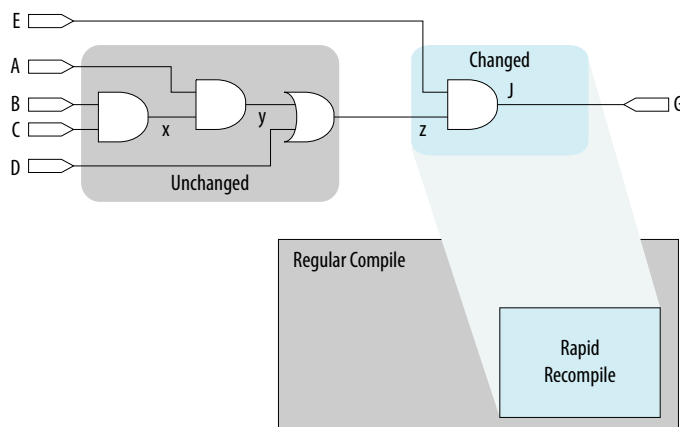 E
A
Changed
J
B
x
y
z
G
C
D
Unchanged
Regular Compile
Rapid
Recompile